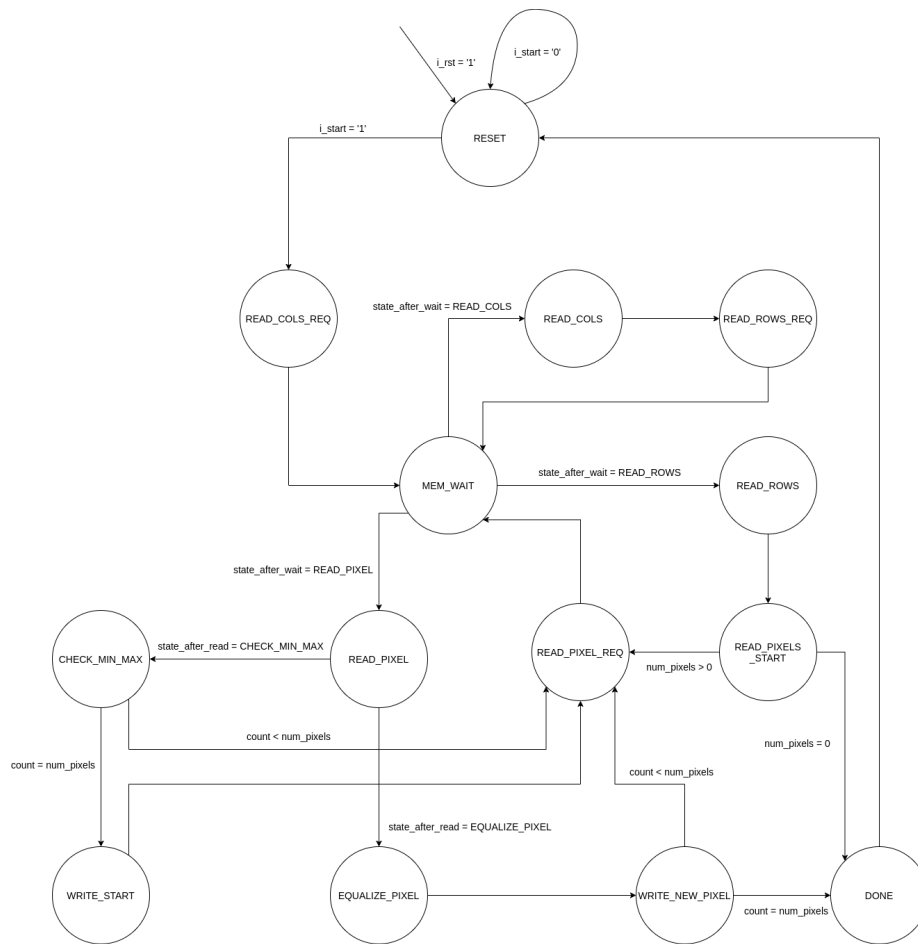 i_start = '0'
i_rst = '1'
i_start = '1'
RESET
state_after_wait = READ_COLS
READ_COLS_REQ
READ_COLS
READ_ROWS_REQ
state_after_wait = READ_ROWS
MEM_WAIT
READ_ROWS
state_after_wait = READ_PIXEL
state_after_read = CHECK_MIN_MAX
CHECK_MIN_MAX
READ_PIXEL
READ_PIXEL_REQ
READ_PIXELS
_START
num_pixels > 0
count < num_pixels
num_pixels = 0
count = num_pixels
count < num_pixels
state_after_read = EQUALIZE_PIXEL
WRITE_START
EQUALIZE_PIXEL
WRITE_NEW_PIXEL
DONE
count = num_pixels